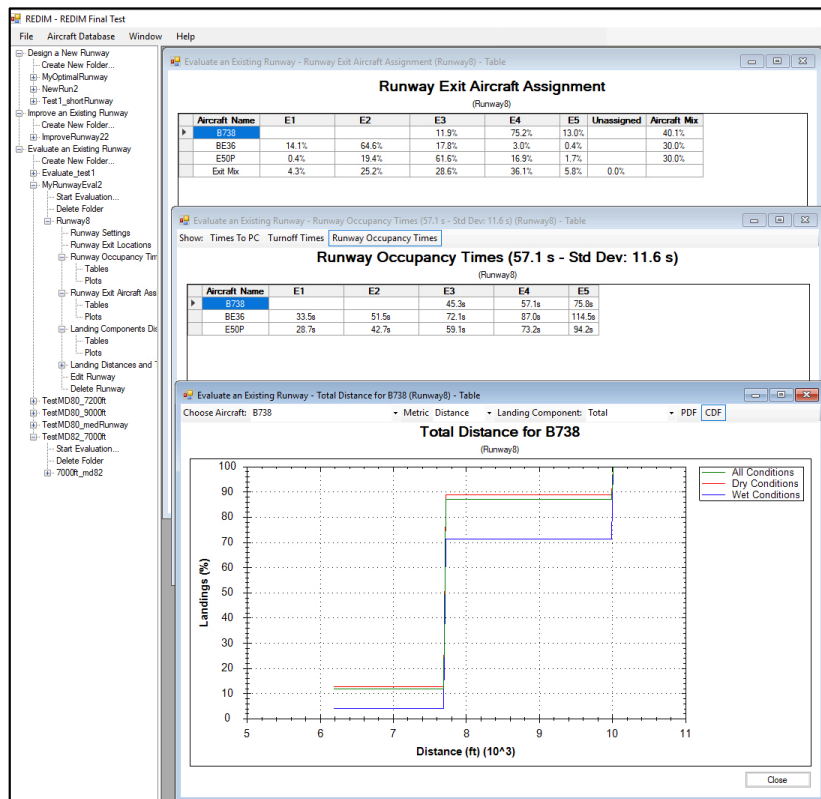 REDIM - REDIM Final Test
File Aircraft Database Window Help
Design a New Runway
Create New Folder...
MyOptimalRunway
NewRun2
Test1_shortRunway
Improve an Existing Runway
Create New Folder...
ImproveRunway22
Evaluate an Existing Runway
Create New Folder...
Evaluate_test1
MyRunwayEval2
Start Evaluation...
Delete Folder
Runway8
Runway Settings
Runway Exit Locations
Runway Occupancy Tim
Tables
Plots
Runway Exit Aircraft Ass
Tables
Plots
Landing Components Dis
Tables
Plots
Landing Distances and T
Edit Runway
Delete Runway
TestMD80_7200ft
TestMD80_9000ft
TestMD80_medRunway
TestMD82_7000ft
Start Evaluation...
Delete Folder
7000ft_md82
Evaluate an Existing Runway - Runway Exit Aircraft Assignment (Runway8) - Table
Runway Exit Aircraft Assignment
(Runway8)
Aircraft Name E1 E2 E3 E4 E5 Unassigned Aircraft Mix
B738 11.9% 75.2% 13.0% 40.1%
BE36 14.1% 64.6% 17.8% 3.0% 0.4% 30.0%
E50P 0.4% 19.4% 61.6% 16.9% 1.7% 30.0%
Exit Mix 4.3% 25.2% 28.6% 36.1% 5.8% 0.0%
Evaluate an Existing Runway - Runway Occupancy Times (57.1 s - Std Dev: 11.6 s) (Runway8) - Table
Show: Times To PC Turnoff Times Runway Occupancy Times
Runway Occupancy Times (57.1 s - Std Dev: 11.6 s)
(Runway8)
Aircraft Name E1 E2 E3 E4 E5
B738 45.3s 57.1s 75.8s
BE36 33.5s 51.5s 72.1s 87.0s 114.5s
E50P 28.7s 42.7s 59.1s 73.2s 94.2s
Evaluate an Existing Runway - Total Distance for B738 (Runway8) - Table
Choose Aircraft: B738 Metric Distance Landing Component: Total PDF CDF
Total Distance for B738
(Runway8)
All Conditions
Dry Conditions
Wet Conditions
Landings (%)
100
90
80
70
60
50
40
30
20
10
0
5 6 7 8 9 10 11
Distance (ft) (10^3)
Close